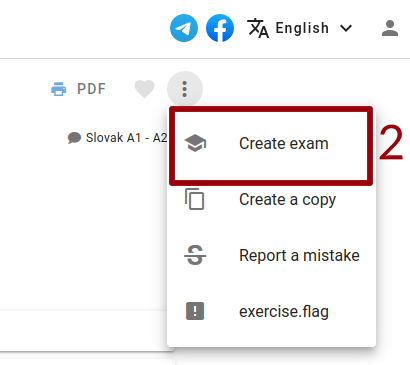 English
PDF
Slovak A1 - A2
Create exam
2
Create a copy
Report a mistake
exercise.flag